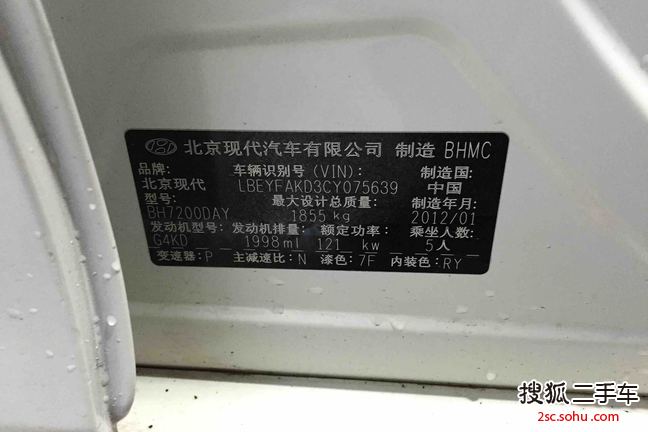 北京现代汽车有限公司 制造 BHMC
品牌: 车辆识别号(VIN): 制造国:
北京现代 LBEYFAKD3CY075639 中国
型号: 最大设计总质量: 制造年月:
BH7200DAY 1855 kg 2012/01
发动机型号: 发动机排量: 额定功率: 乘坐人数:
G4KD 1998ml 121 kw 5人
变速器:P 主减速比:N 漆色:7F 内装色:RY
搜狐二手车
2sc.sohu.com